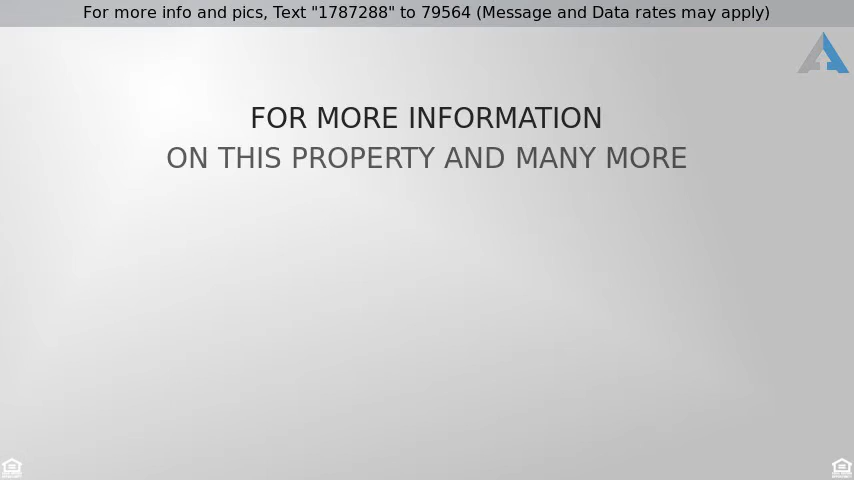 For more info and pics, Text "1787288" to 79564 (Message and Data rates may apply)
FOR MORE INFORMATION
ON THIS PROPERTY AND MANY MORE